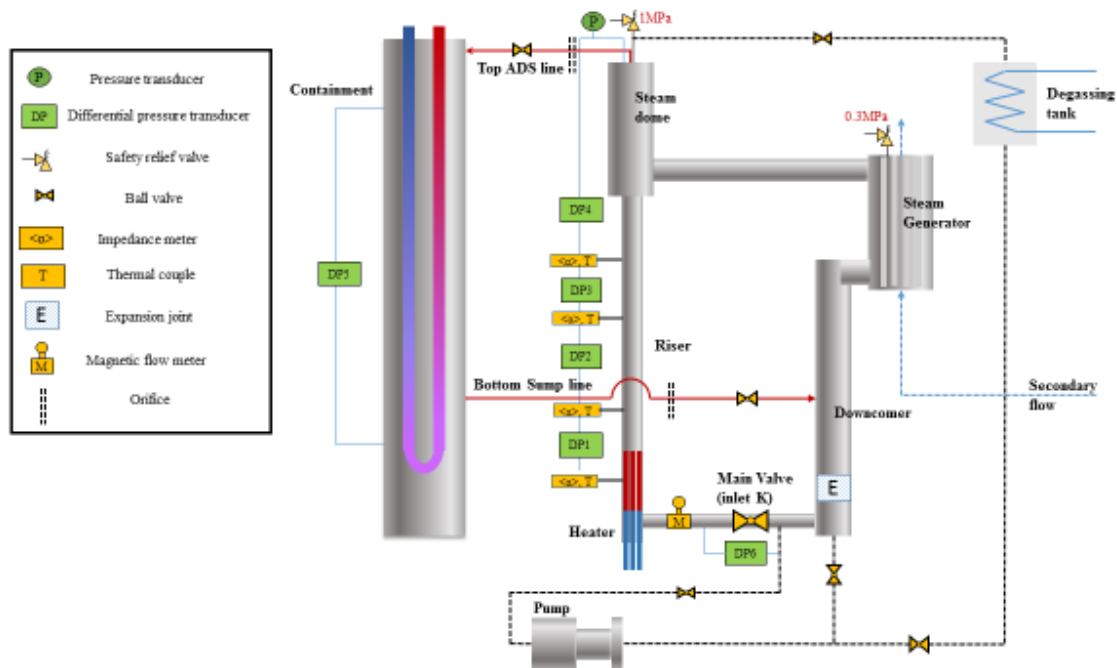 P
Pressure transducer
DP
Differential pressure transducer
Safety relief valve
Ball valve
<α>
Impedance meter
T
Thermal couple
E
Expansion joint
M
Magnetic flow meter
Orifice
Containment
DP5
Top ADS line
P
1MPa
Steam
dome
0.3MPa
Degassing
tank
Steam
Generator
DP4
<α>, T
DP3
<α>, T
DP2
Riser
Bottom Sump line
<α>, T
DP1
<α>, T
Secondary
flow
Downcomer
Main Valve
(inlet K)
E
Heater
M
DP6
Pump